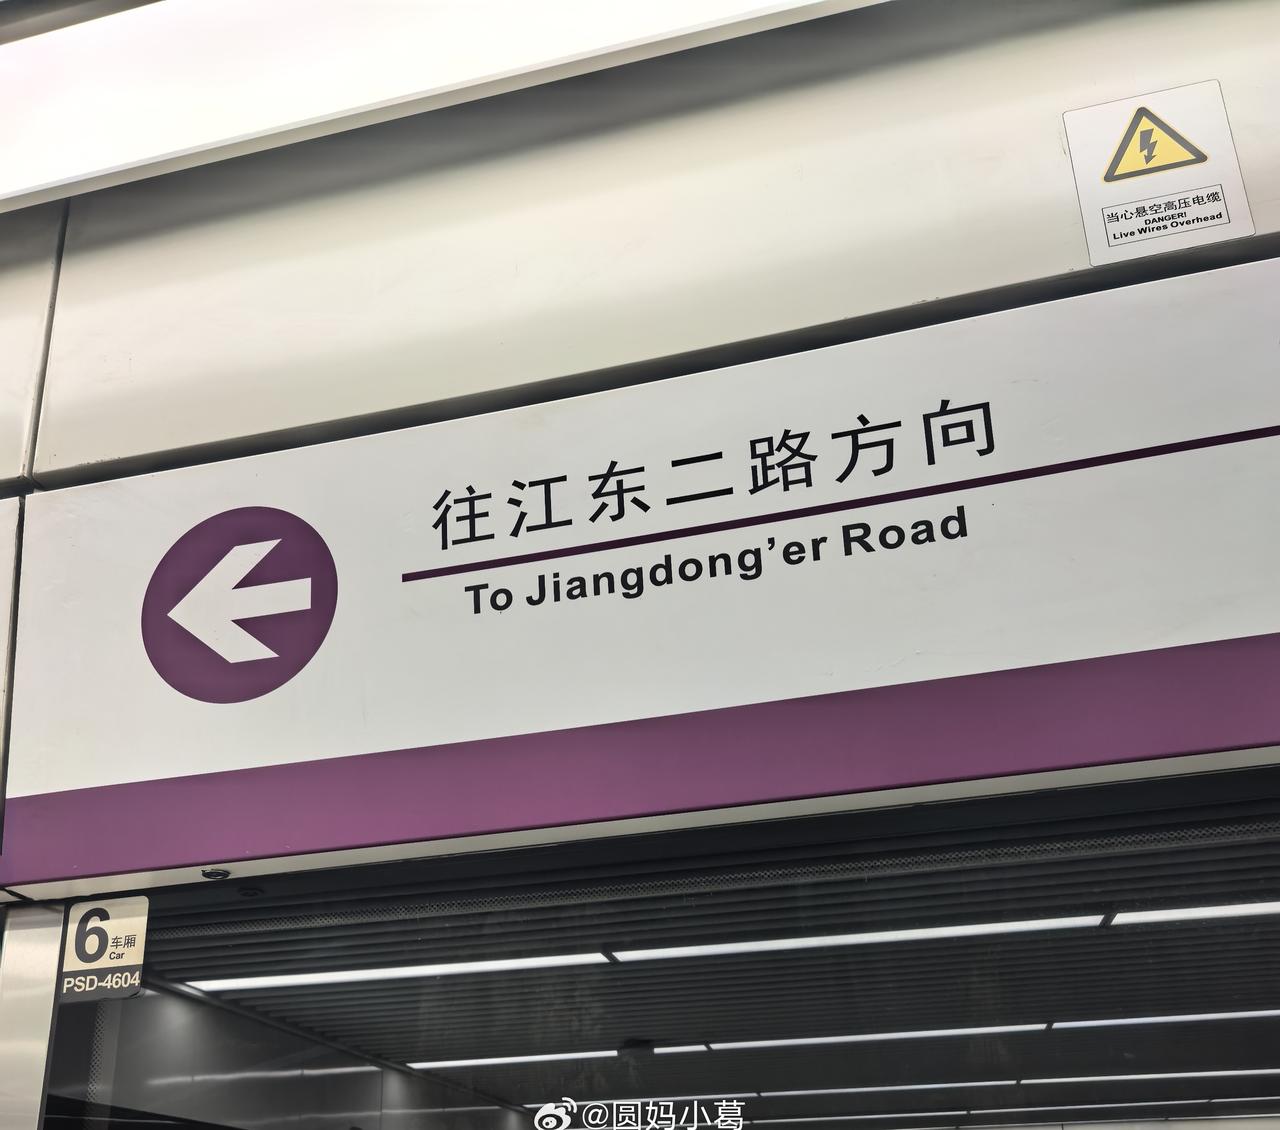 当心悬空高压电缆
DANGER!
Live Wires Overhead
往江东二路方向
To Jiangdong’er Road
6 车厢
Car
PSD-4604
@圆妈小葛